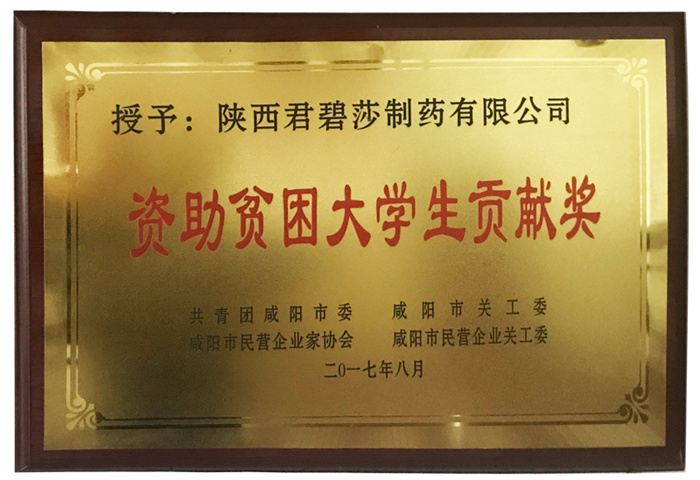 授予：陕西君碧莎制药有限公司
资助贫困大学生贡献奖
共青团咸阳市委 咸阳市关工委
咸阳市民营企业家协会 咸阳市民营企业关工委
二0一七年八月